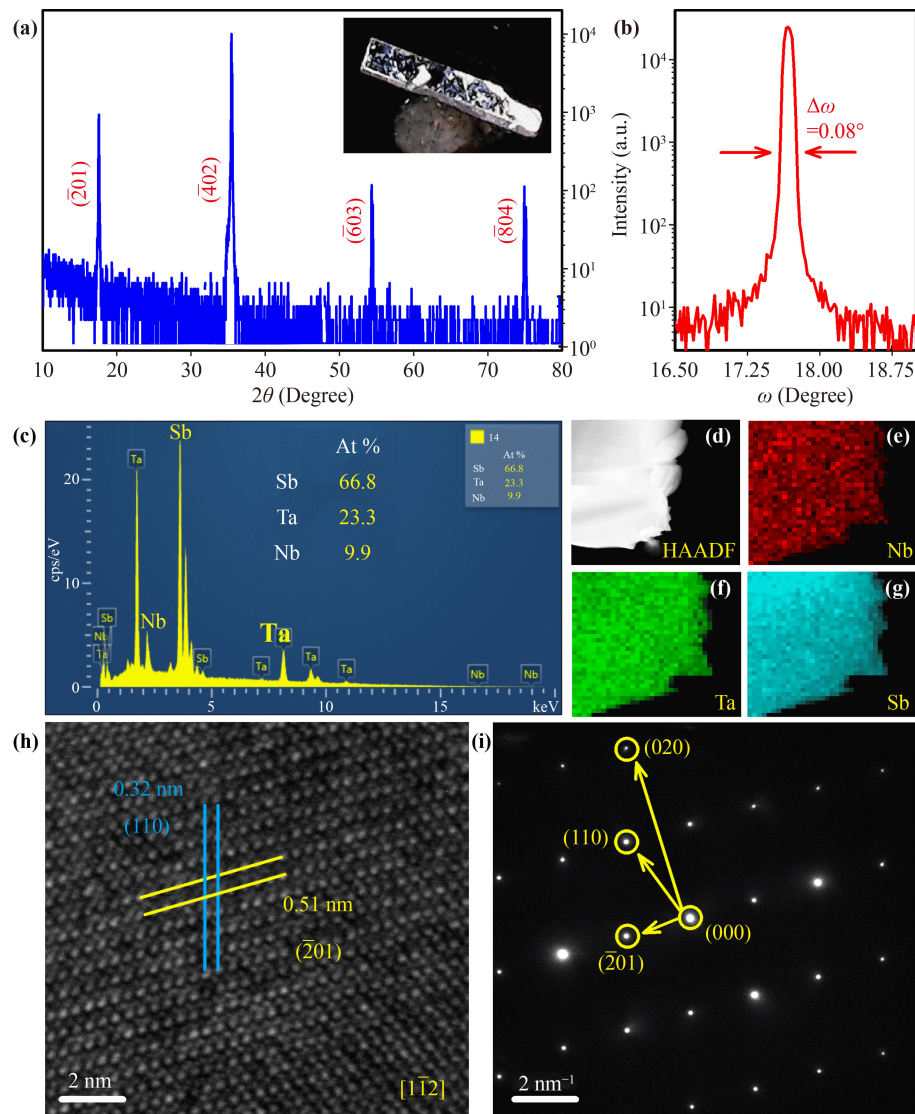 (a)
(2̅01)
(4̅02)
(6̅03)
(8̅04)
10⁴
10³
10²
10¹
10⁰
10 20 30 40 50 60 70 80
2θ (Degree)
(b)
Intensity (a.u.)
10⁴
10³
10²
10¹
Δω
=0.08°
16.50 17.25 18.00 18.75
ω (Degree)
(c)
cps/eV
20
10
0
Ta
Sb
Nb
Sb
Nb
Ta
Sb
Ta
Ta
Ta
Ta
Ta
Nb
Nb
At %
Sb 66.8
Ta 23.3
Nb 9.9
14
At %
Sb 66.8
Ta 23.3
Nb 9.9
0 5 10 15 keV
(d)
HAADF
(e)
Nb
(f)
Ta
(g)
Sb
(h)
0.32 nm
(110)
0.51 nm
(2̅01)
2 nm
[11̅2]
(i)
(020)
(110)
(000)
(2̅01)
2 nm⁻¹